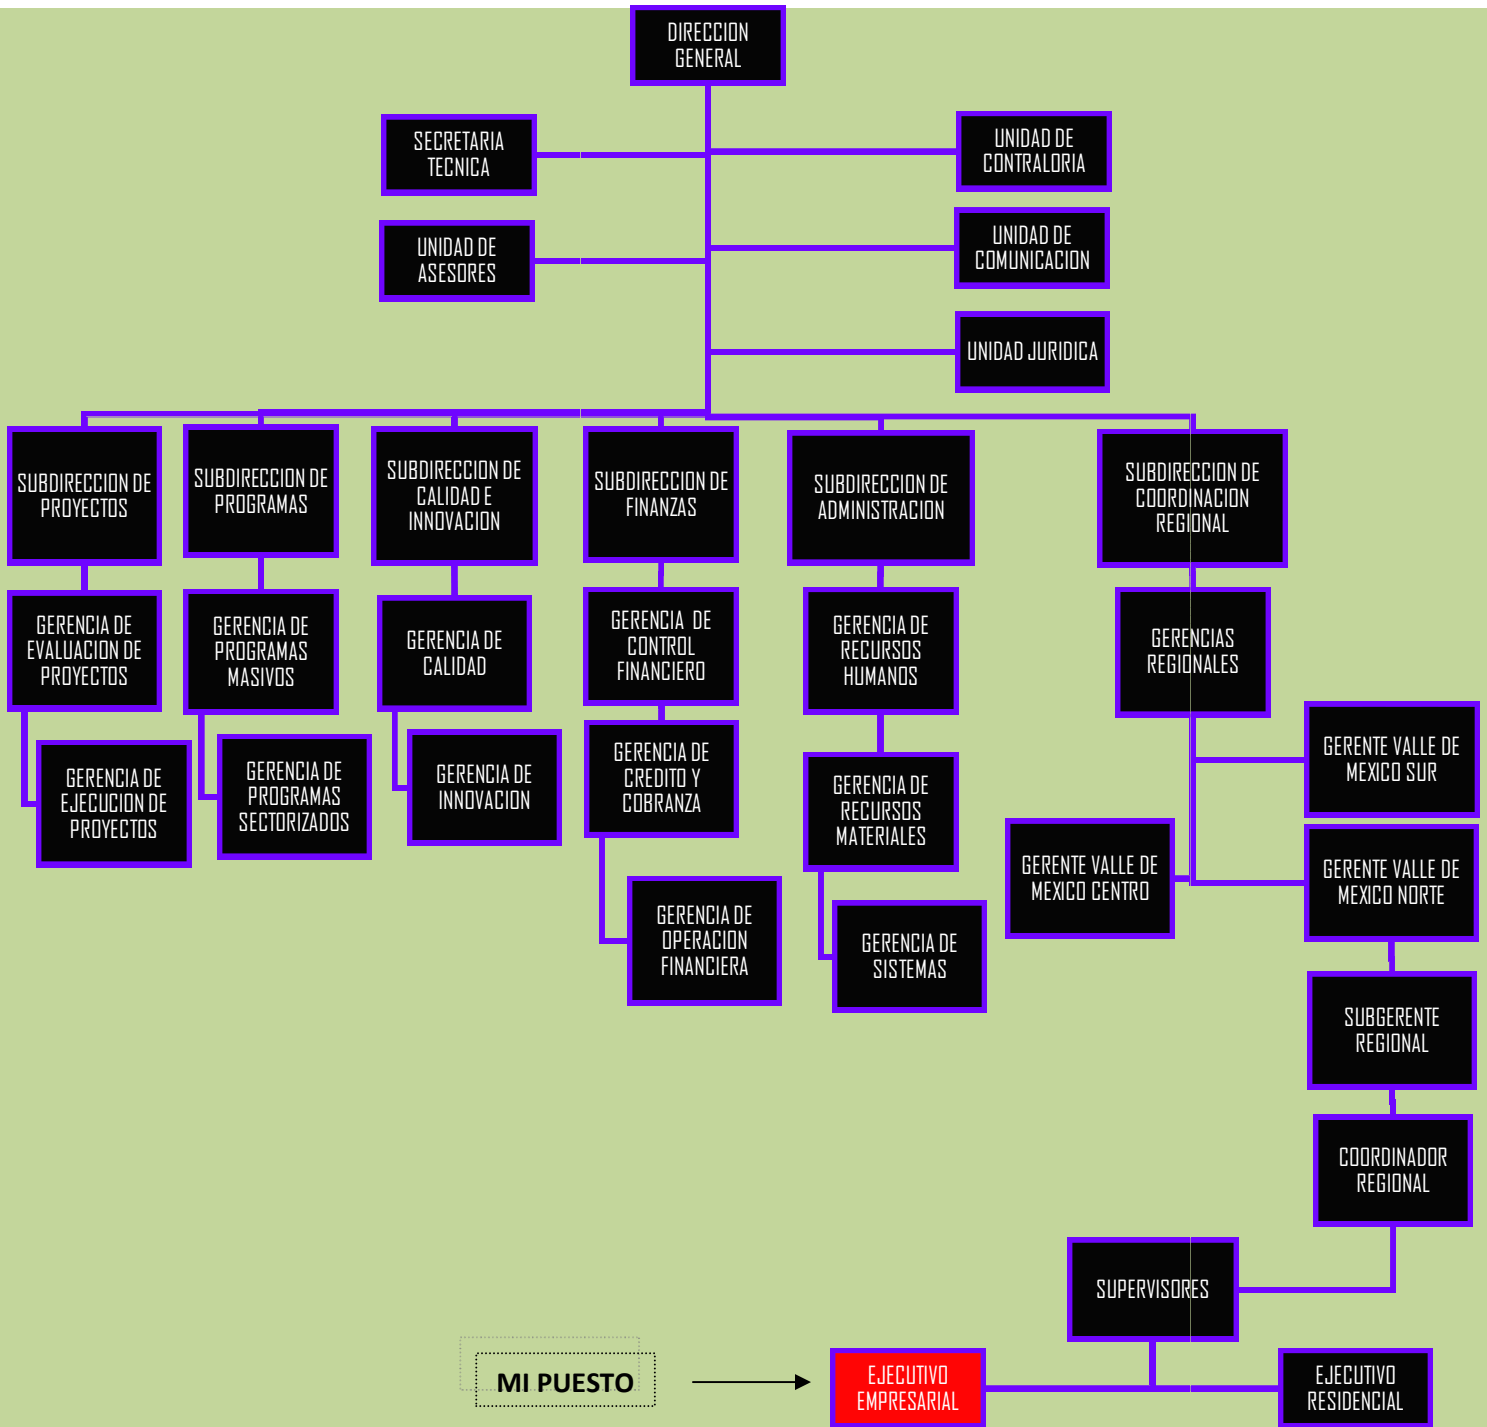 DIRECCION
GENERAL
SECRETARIA
TECNICA
UNIDAD DE
CONTRALORIA
UNIDAD DE
ASESORES
UNIDAD DE
COMUNICACION
UNIDAD JURIDICA
SUBDIRECCION DE
PROYECTOS
SUBDIRECCION DE
PROGRAMAS
SUBDIRECCION DE
CALIDAD E
INNOVACION
SUBDIRECCION DE
FINANZAS
SUBDIRECCION DE
ADMINISTRACION
SUBDIRECCION DE
COORDINACION
REGIONAL
GERENCIA DE
EVALUACION DE
PROYECTOS
GERENCIA DE
PROGRAMAS
MASIVOS
GERENCIA DE
CALIDAD
GERENCIA DE
CONTROL
FINANCIERO
GERENCIA DE
RECURSOS
HUMANOS
GERENCIAS
REGIONALES
GERENCIA DE
EJECUCION DE
PROYECTOS
GERENCIA DE
PROGRAMAS
SECTORIZADOS
GERENCIA DE
INNOVACION
GERENCIA DE
CREDITO Y
COBRANZA
GERENCIA DE
RECURSOS
MATERIALES
GERENTE VALLE DE
MEXICO SUR
GERENTE VALLE DE
MEXICO CENTRO
GERENTE VALLE DE
MEXICO NORTE
GERENCIA DE
OPERACION
FINANCIERA
GERENCIA DE
SISTEMAS
SUBGERENTE
REGIONAL
COORDINADOR
REGIONAL
SUPERVISORES
MI PUESTO
EJECUTIVO
EMPRESARIAL
EJECUTIVO
RESIDENCIAL